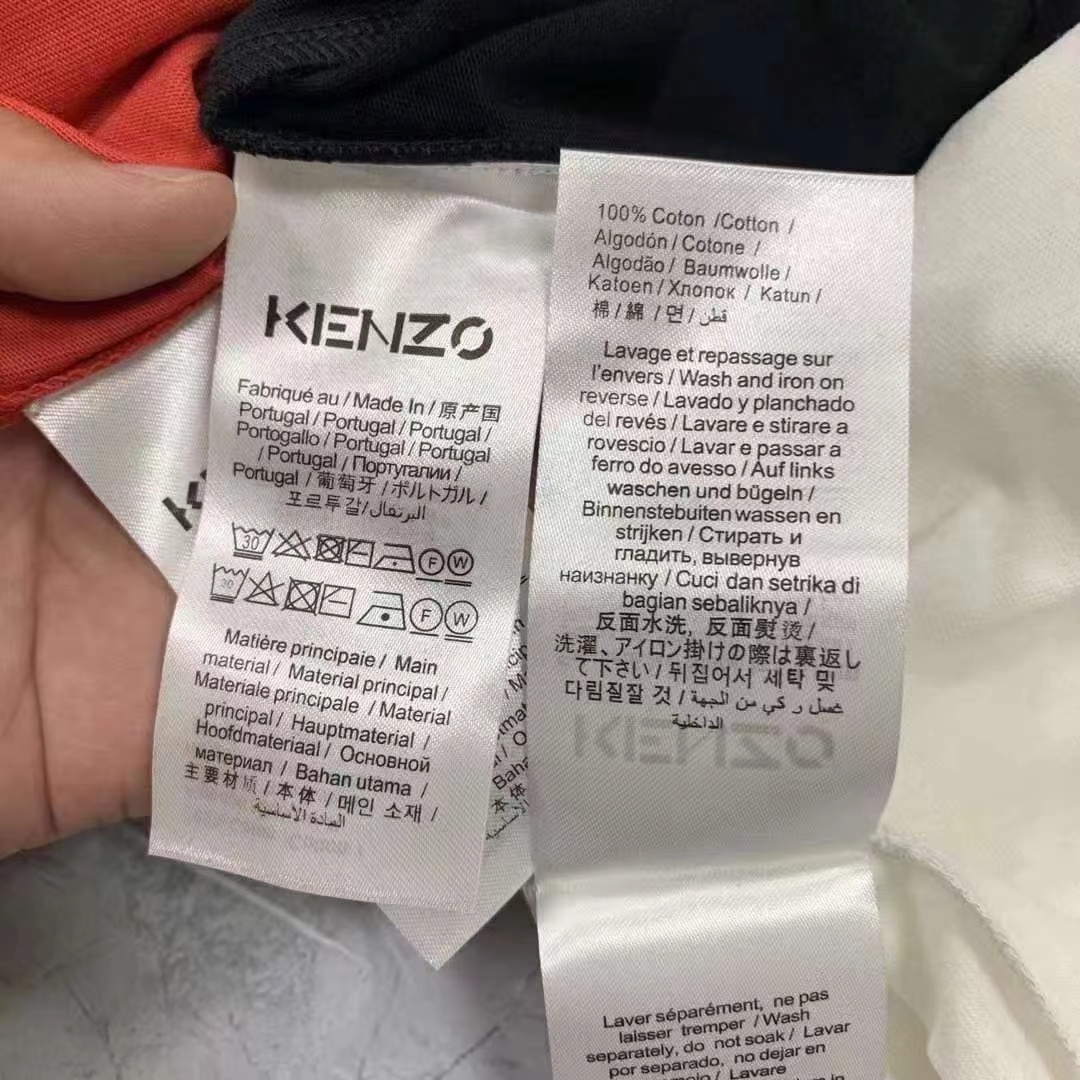 KENZO
Fabriqué au / Made In / 原产国
Portugal / Portugal / Portugal /
Portogallo / Portugal / Portugal
/ Portugal / Португалии /
Portugal / 葡萄牙 / ポルトガル /
포르투갈/البرتغال
30
F
W
30
F
W
Matière principaie / Main
material / Material principal /
Materiale principale / Material
principal / Hauptmaterial /
Hoofdmateriaal / Основной
материал / Bahan utama /
主要材质 / 本体 / 메인 소재 /
المادة الأساسية
100% Coton /Cotton /
Algodón / Cotone /
Algodão / Baumwolle /
Katoen / Хлопок / Katun /
棉 / 綿 / 면 / قطن
Lavage et repassage sur
l'envers / Wash and iron on
reverse / Lavado y planchado
del revés / Lavare e stirare a
rovescio / Lavar e passar a
ferro do avesso / Auf links
waschen und bügeln /
Binnenstebuiten wassen en
strijken / Стирать и
гладить, вывернув
наизнанку / Cuci dan setrika di
bagian sebaliknya /
反面水洗, 反面熨烫 /
洗濯、アイロン掛けの際は裏返し
て下さい / 뒤집어서 세탁 및
다림질잘 것 / غسل و كي من الجهة
الداخلية
KENZO
Laver séparément, ne pas
laisser tremper / Wash
separately, do not soak / Lavar
por separado, no dejar en
/ Lavare